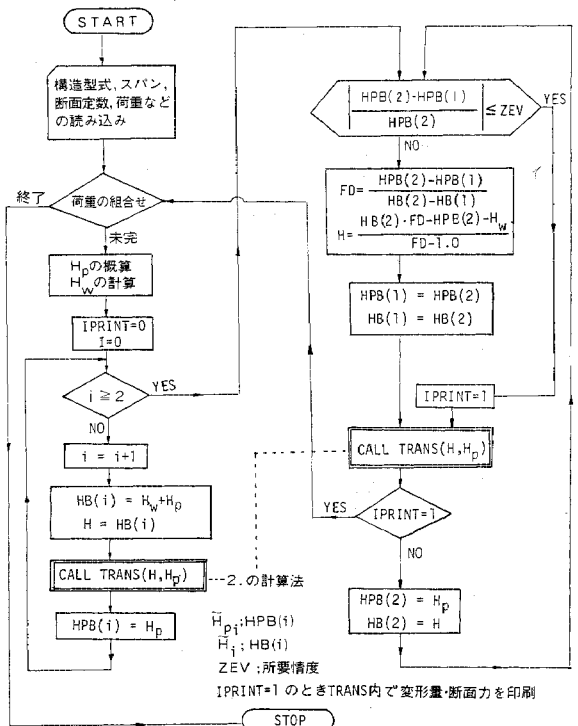 START
構造型式, スパン,
断面定数, 荷量など
の読み込み
終了
荷量の組合せ
未完
Hpの概算
Hwの計算
IPRINT=0
I=0
i ≧ 2
YES
NO
i = i+1
HB(i) = Hw+Hp
H = HB(i)
CALL TRANS(H,Hp)
2.の計算法
HPB(i) = Hp
| HPB(2)-HPB(1) / HPB(2) | ≤ ZEV
YES
NO
FD= HPB(2)-HPB(1) / HB(2)-HB(1)
H= HB(2)·FD-HPB(2)-Hw / FD-1.0
HPB(1) = HPB(2)
HB(1) = HB(2)
IPRINT=1
CALL TRANS(H,Hp)
YES
IPRINT=1
NO
HPB(2) = Hp
HB(2) = H
H̃pi;HPB(i)
H̃i;HB(i)
ZEV;所要情度
IPRINT=1 のときTRANS内で変形量·断面力を印刷
STOP